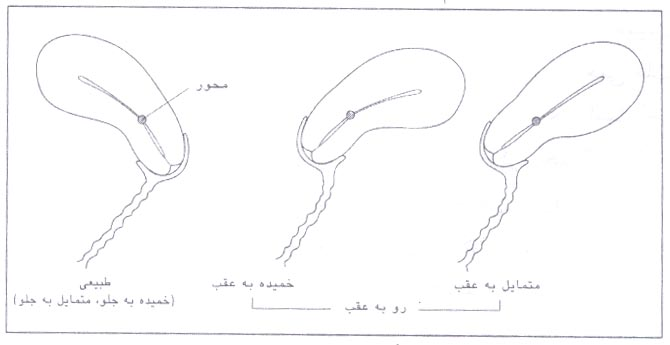 محور
متمایل به عقب
خمیده به عقب
طبیعی
(خمیده به جلو، متمایل به جلو)
رو به عقب